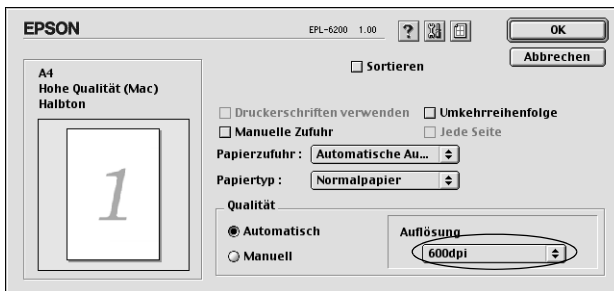 EPSON
EPL-6200 1.00
?
OK
Abbrechen
A4
Hohe Qualität (Mac)
Halbton
1
Sortieren
Druckerschriften verwenden
Umkehrreihenfolge
Manuelle Zufuhr
Jede Seite
Papierzufuhr : Automatische Au...
Papiertyp : Normalpapier
Qualität
Automatisch
Manuell
Auflösung
600dpi